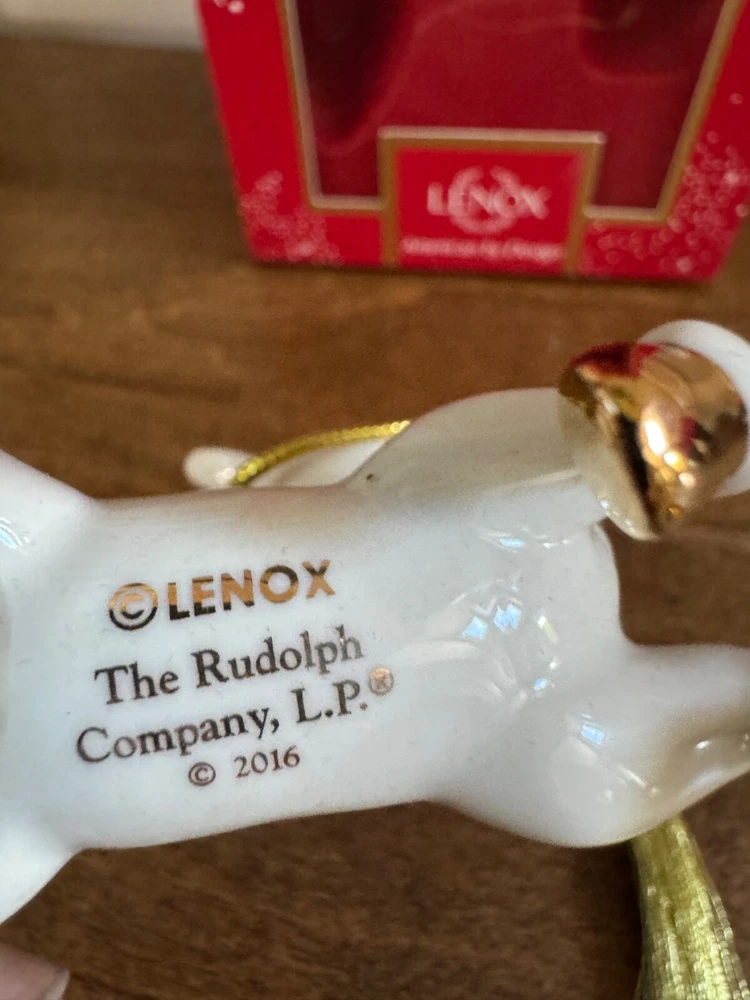 LENOX
© LENOX
The Rudolph
Company, L.P.®
© 2016